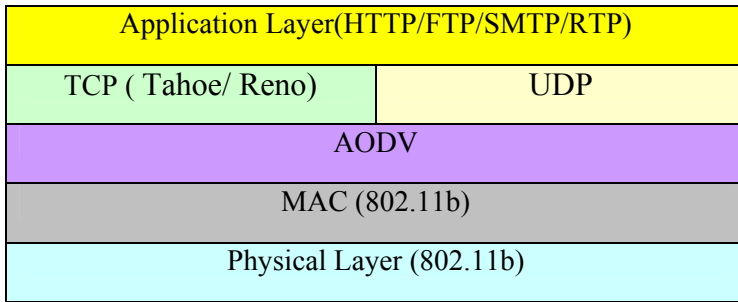 Application Layer(HTTP/FTP/SMTP/RTP)
TCP ( Tahoe/ Reno)
UDP
AODV
MAC (802.11b)
Physical Layer (802.11b)